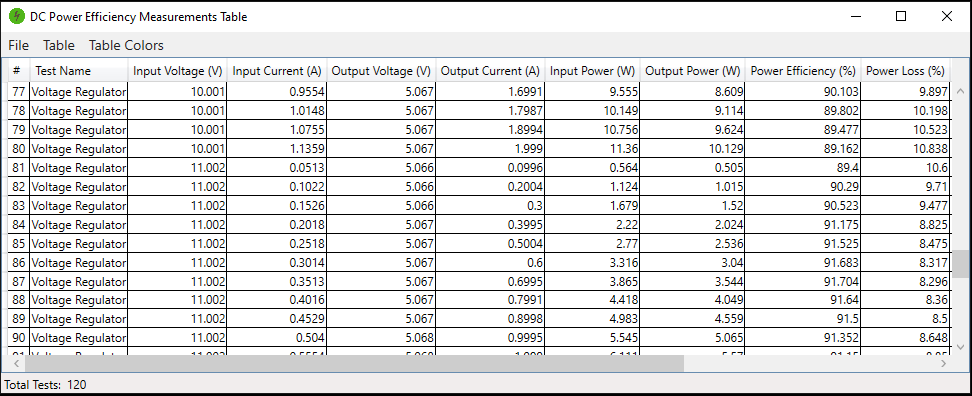 DC Power Efficiency Measurements Table
File Table Table Colors
# Test Name Input Voltage (V) Input Current (A) Output Voltage (V) Output Current (A) Input Power (W) Output Power (W) Power Efficiency (%) Power Loss (%)
77 Voltage Regulator 10.001 0.9554 5.067 1.6991 9.555 8.609 90.103 9.897
78 Voltage Regulator 10.001 1.0148 5.067 1.7987 10.149 9.114 89.802 10.198
79 Voltage Regulator 10.001 1.0755 5.067 1.8994 10.756 9.624 89.477 10.523
80 Voltage Regulator 10.001 1.1359 5.067 1.999 11.36 10.129 89.162 10.838
81 Voltage Regulator 11.002 0.0513 5.066 0.0996 0.564 0.505 89.4 10.6
82 Voltage Regulator 11.002 0.1022 5.066 0.2004 1.124 1.015 90.29 9.71
83 Voltage Regulator 11.002 0.1526 5.066 0.3 1.679 1.52 90.523 9.477
84 Voltage Regulator 11.002 0.2018 5.067 0.3995 2.22 2.024 91.175 8.825
85 Voltage Regulator 11.002 0.2518 5.067 0.5004 2.77 2.536 91.525 8.475
86 Voltage Regulator 11.002 0.3014 5.067 0.6 3.316 3.04 91.683 8.317
87 Voltage Regulator 11.002 0.3513 5.067 0.6995 3.865 3.544 91.704 8.296
88 Voltage Regulator 11.002 0.4016 5.067 0.7991 4.418 4.049 91.64 8.36
89 Voltage Regulator 11.002 0.4529 5.067 0.8998 4.983 4.559 91.5 8.5
90 Voltage Regulator 11.002 0.504 5.068 0.9995 5.545 5.065 91.352 8.648
Total Tests: 120